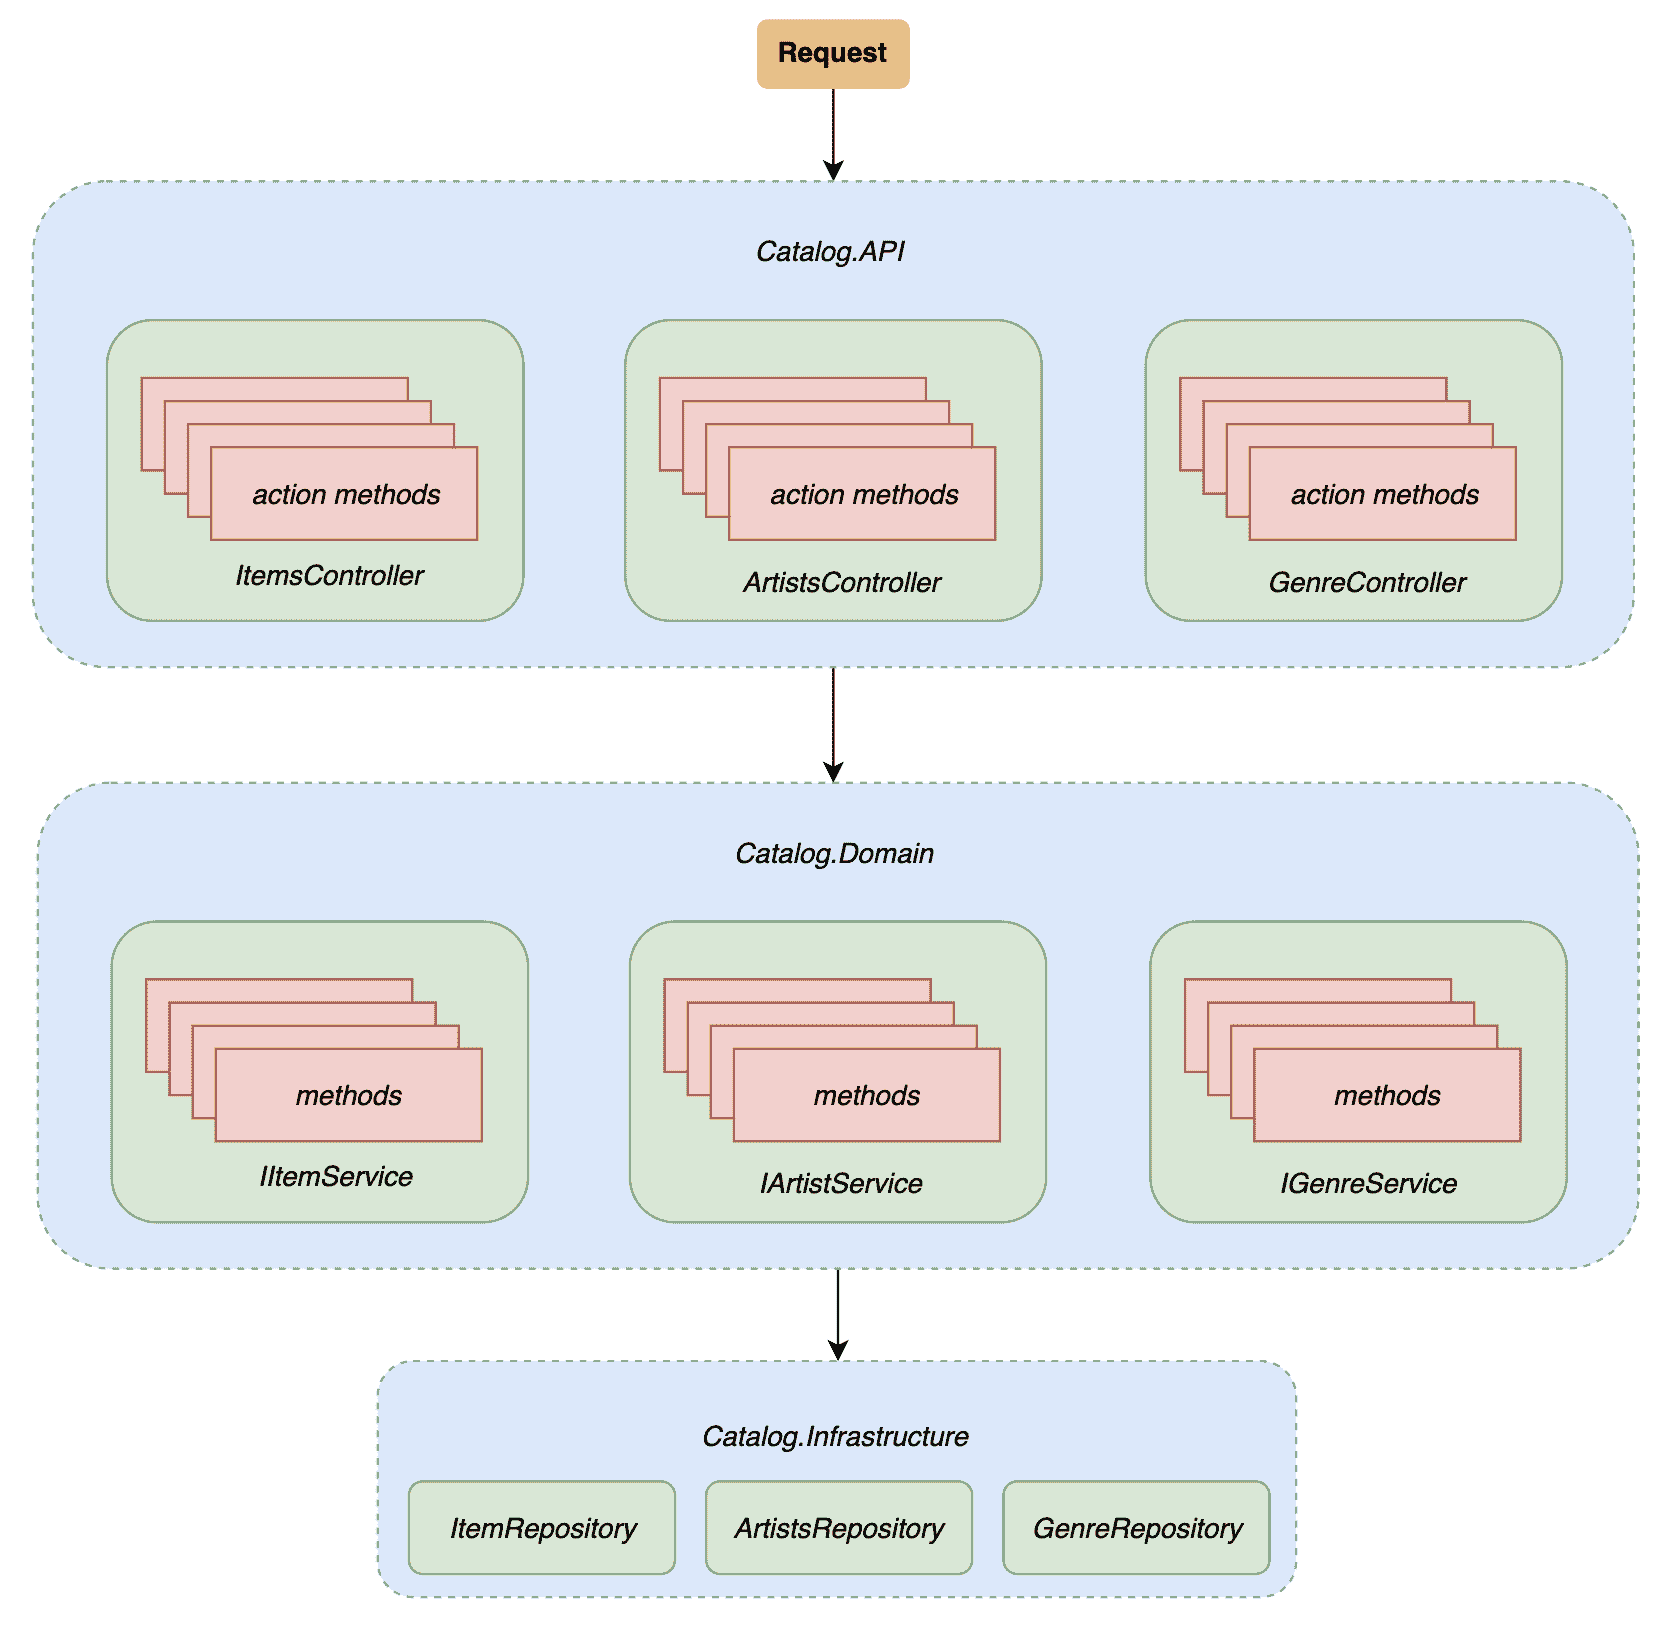 Request
Catalog.API
action methods
action methods
action methods
ItemsController
ArtistsController
GenreController
Catalog.Domain
methods
methods
methods
IItemService
IArtistService
IGenreService
Catalog.Infrastructure
ItemRepository
ArtistsRepository
GenreRepository